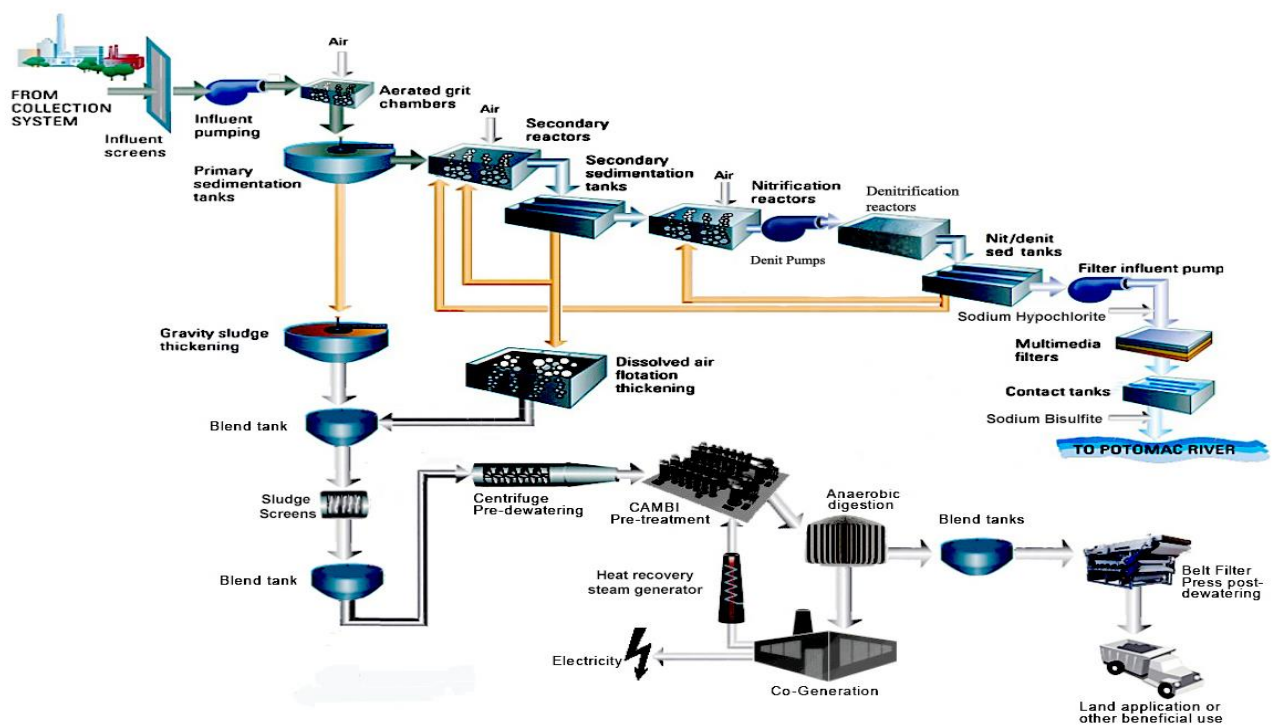 Air
FROM
COLLECTION
SYSTEM
Influent
screens
Influent
pumping
Aerated grit
chambers
Air
Secondary
reactors
Primary
sedimentation
tanks
Secondary
sedimentation
tanks
Air
Nitrification
reactors
Denitrification
reactors
Denit Pumps
Nit/denit
sed tanks
Filter influent pump
Sodium Hypochlorite
Multimedia
filters
Contact tanks
Sodium Bisulfite
TO POTOMAC RIVER
Gravity sludge
thickening
Dissolved air
flotation
thickening
Blend tank
Sludge
Screens
Blend tank
Centrifuge
Pre-dewatering
CAMBI
Pre-treatment
Anaerobic
digestion
Blend tanks
Belt Filter
Press post-
dewatering
Heat recovery
steam generator
Electricity
Co-Generation
Land application or
other beneficial use